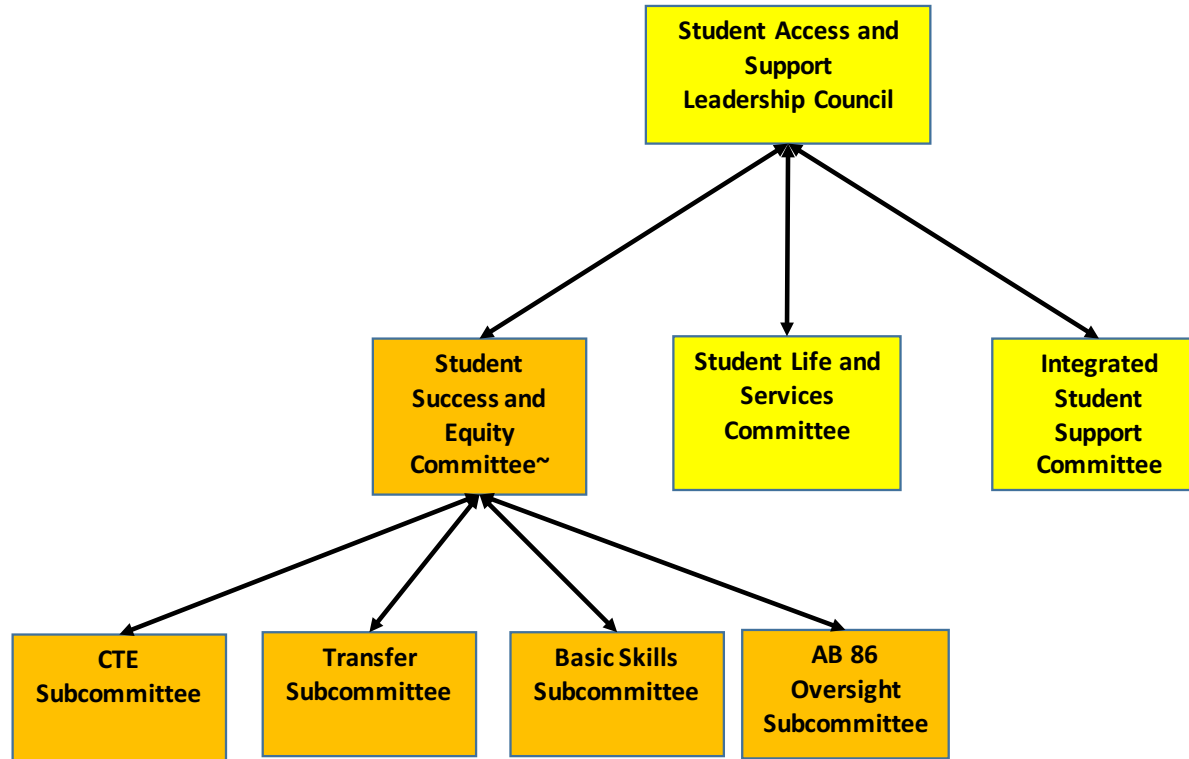 Student Access and
Support
Leadership Council
Student
Success and
Equity
Committee~
Student Life and
Services
Committee
Integrated
Student
Support
Committee
CTE
Subcommittee
Transfer
Subcommittee
Basic Skills
Subcommittee
AB 86
Oversight
Subcommittee